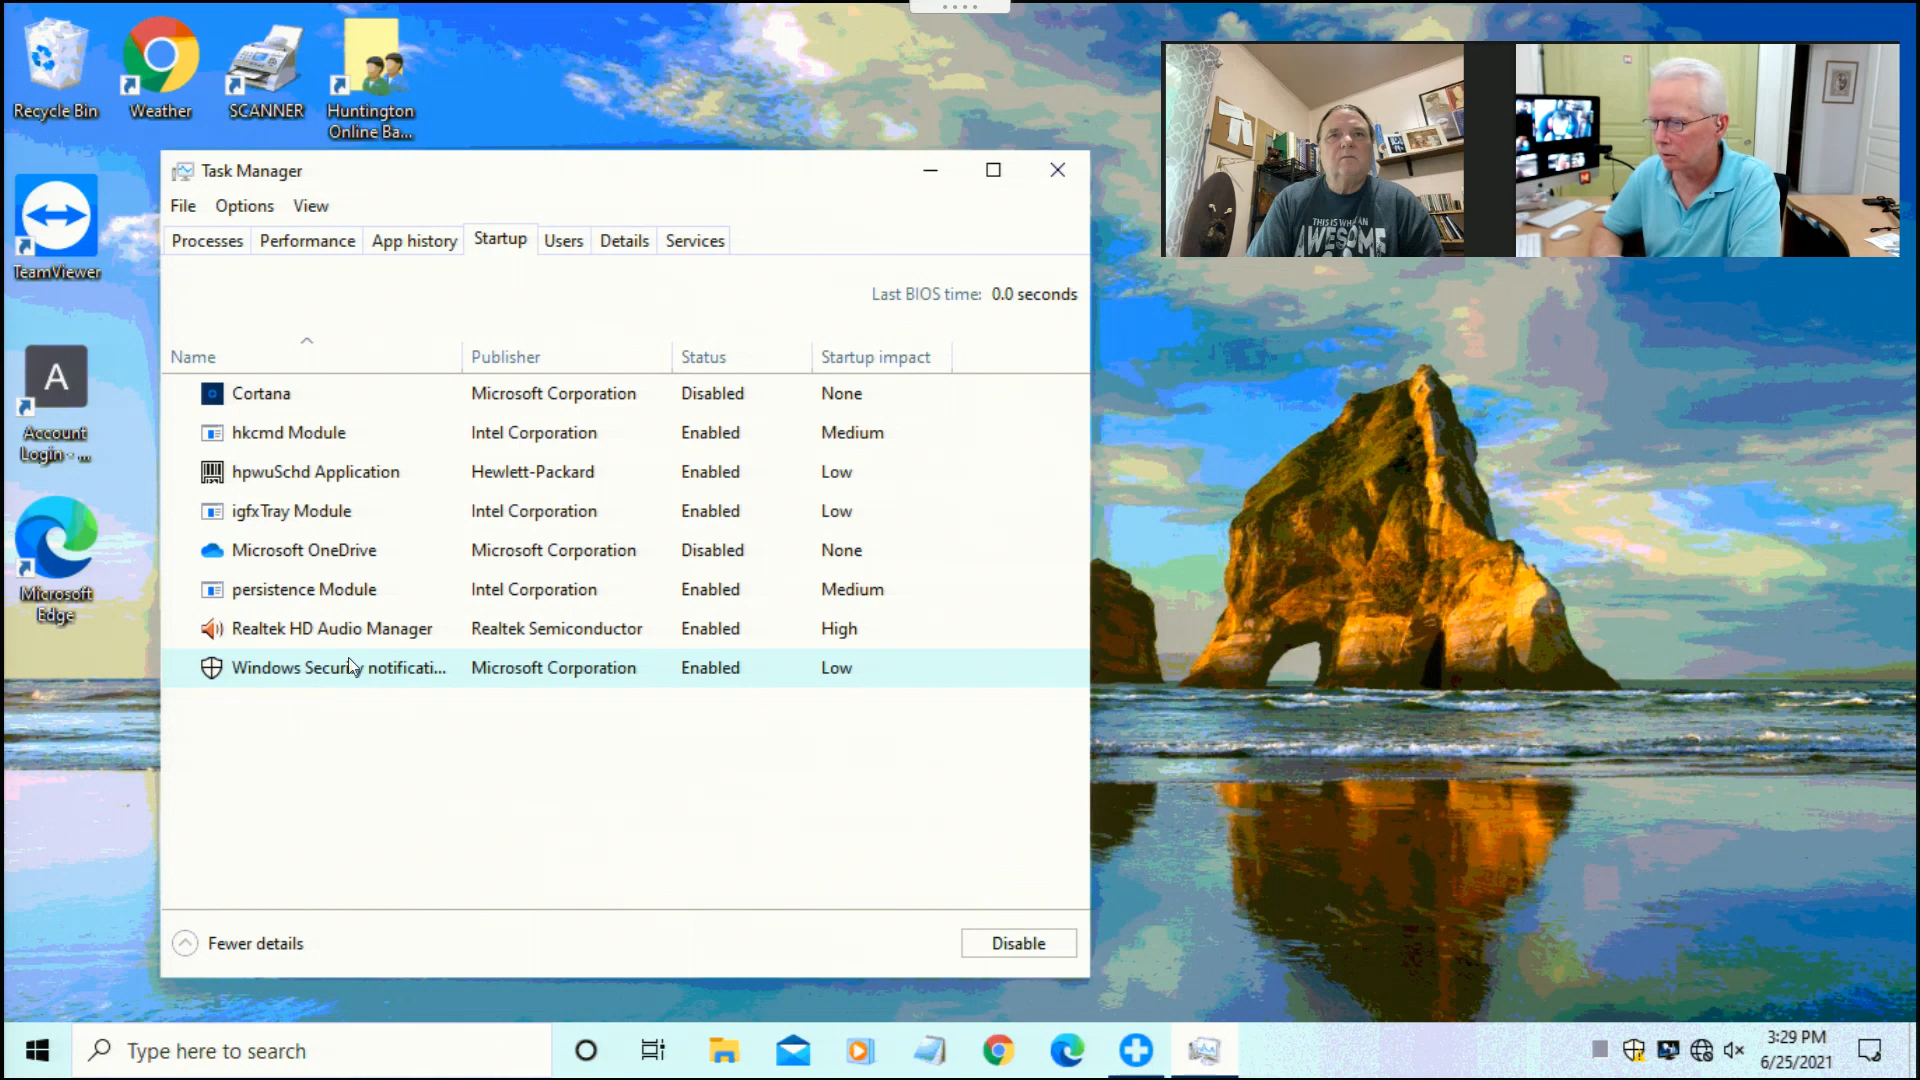 Recycle Bin
Weather
SCANNER
Huntington
Online Ba...
TeamViewer
A
Account
Login - ...
Microsoft
Edge
Task Manager
File Options View
Processes Performance App history Startup Users Details Services
Last BIOS time: 0.0 seconds
Name Publisher Status Startup impact
Cortana Microsoft Corporation Disabled None
hkcmd Module Intel Corporation Enabled Medium
hpwuSchd Application Hewlett-Packard Enabled Low
igfxTray Module Intel Corporation Enabled Low
Microsoft OneDrive Microsoft Corporation Disabled None
persistence Module Intel Corporation Enabled Medium
Realtek HD Audio Manager Realtek Semiconductor Enabled High
Windows Security notificati... Microsoft Corporation Enabled Low
Fewer details Disable
THIS IS WHAT AN
AWESOME
Type here to search
3:29 PM
6/25/2021